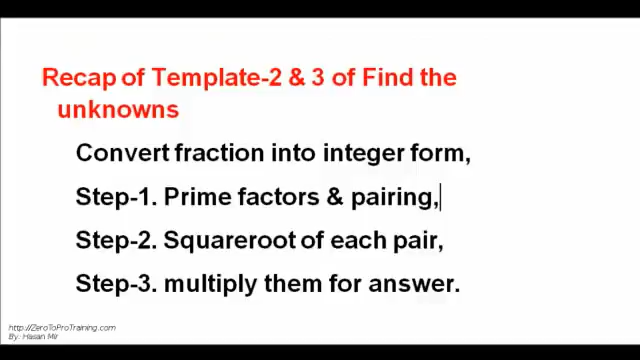 Recap of Template-2 & 3 of Find the
unknowns
Convert fraction into integer form,
Step-1. Prime factors & pairing,
Step-2. Squareroot of each pair,
Step-3. multiply them for answer.
http://ZeroToProTraining.com
By: Hasan Mir